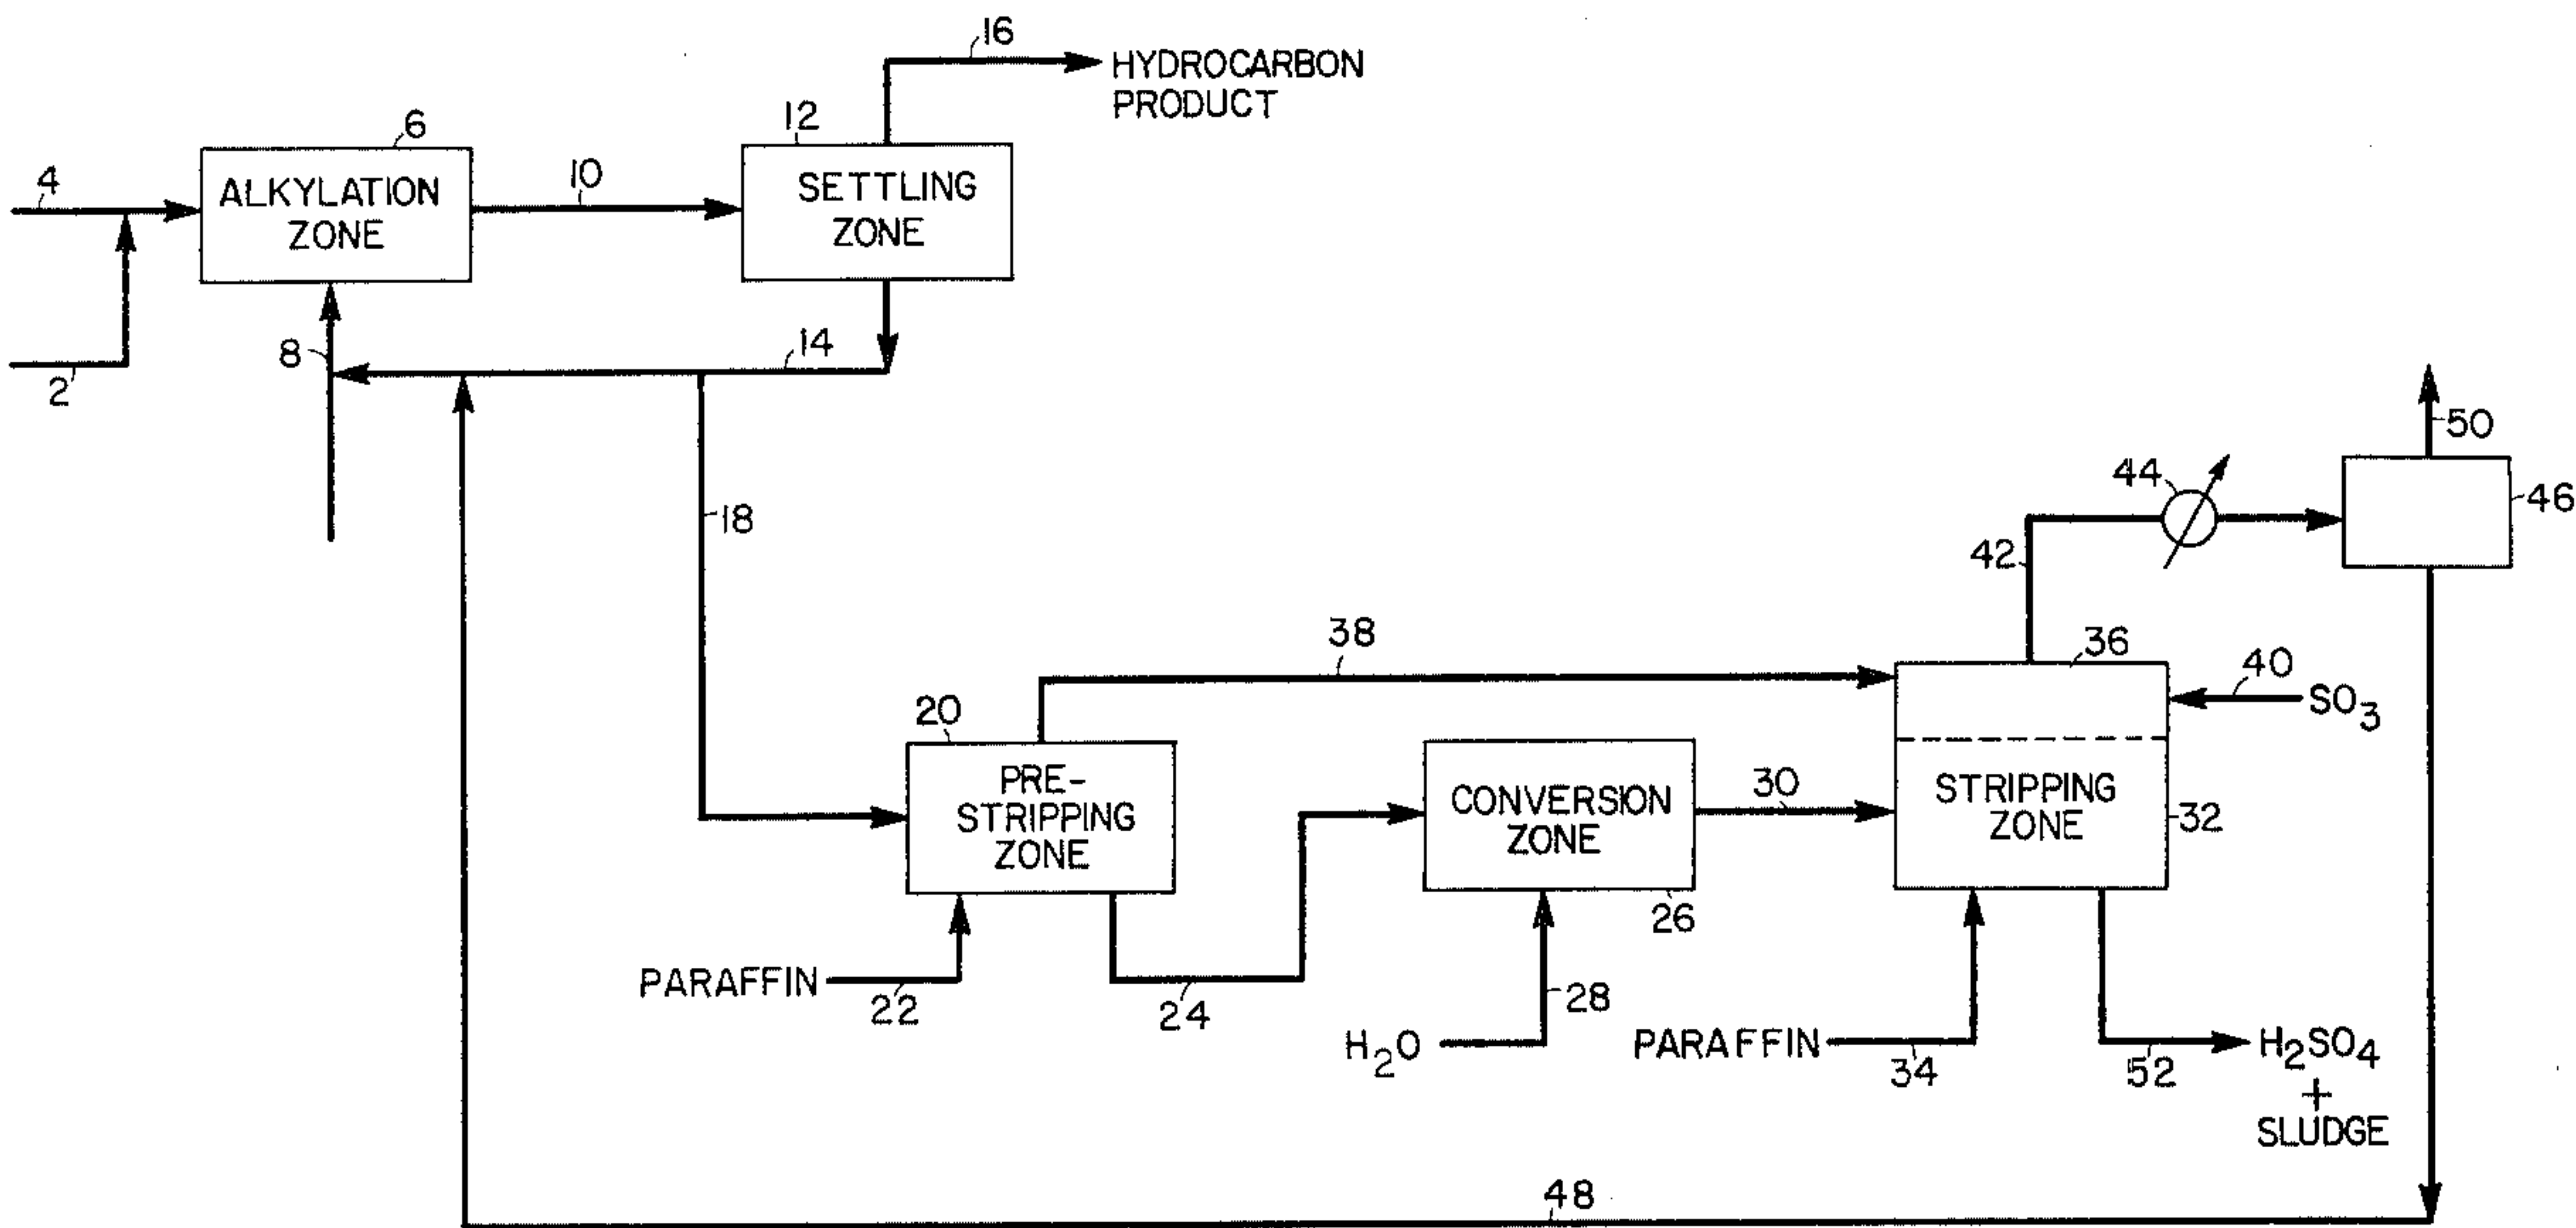 16
HYDROCARBON
PRODUCT
6
12
4
ALKYLATION
ZONE
10
SETTLING
ZONE
8
14
2
18
50
44
46
42
38
36
40
SO3
20
PRE-
STRIPPING
ZONE
CONVERSION
ZONE
30
STRIPPING
ZONE
32
26
PARAFFIN
22
24
28
H2O
PARAFFIN
34
52
H2SO4
+
SLUDGE
48